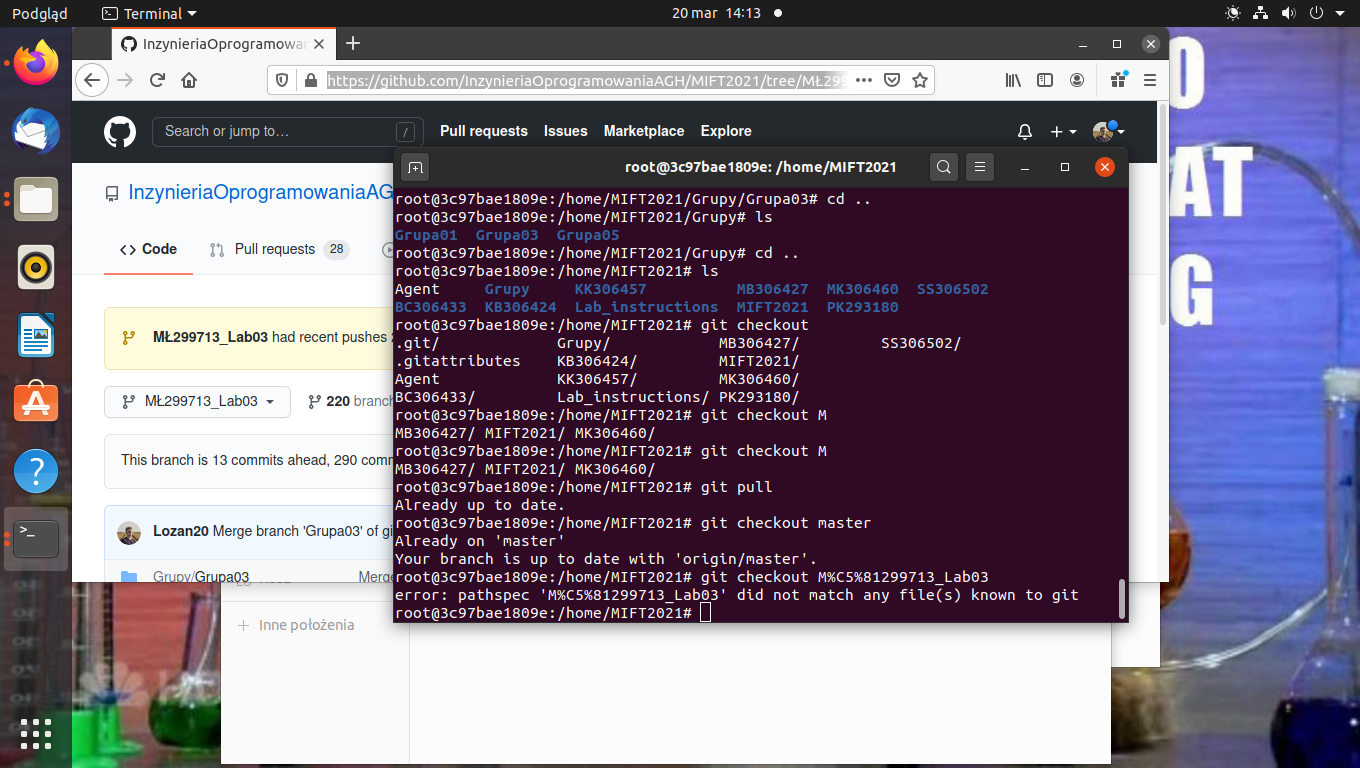 Podgląd
Terminal
20 mar 14:13
InzynieriaOprogramowan
https://github.com/InzynieriaOprogramowaniaAGH/MIFT2021/tree/MŁ299
Search or jump to…
/
Pull requests
Issues
Marketplace
Explore
InzynieriaOprogramowaniaAG
Code
Pull requests 28
MŁ299713_Lab03 had recent pushes
MŁ299713_Lab03
220 branch
This branch is 13 commits ahead, 290 comm
Lozan20 Merge branch 'Grupa03' of gi
Grupy/Grupa03
Merge
Inne położenia
root@3c97bae1809e: /home/MIFT2021
root@3c97bae1809e:/home/MIFT2021/Grupy/Grupa03# cd ..
root@3c97bae1809e:/home/MIFT2021/Grupy# ls
Grupa01 Grupa03 Grupa05
root@3c97bae1809e:/home/MIFT2021/Grupy# cd ..
root@3c97bae1809e:/home/MIFT2021# ls
Agent Grupy KK306457 MB306427 MK306460 SS306502
BC306433 KB306424 Lab_instructions MIFT2021 PK293180
root@3c97bae1809e:/home/MIFT2021# git checkout
.git/ Grupy/ MB306427/ SS306502/
.gitattributes KB306424/ MIFT2021/
Agent KK306457/ MK306460/
BC306433/ Lab_instructions/ PK293180/
root@3c97bae1809e:/home/MIFT2021# git checkout M
MB306427/ MIFT2021/ MK306460/
root@3c97bae1809e:/home/MIFT2021# git checkout M
MB306427/ MIFT2021/ MK306460/
root@3c97bae1809e:/home/MIFT2021# git pull
Already up to date.
root@3c97bae1809e:/home/MIFT2021# git checkout master
Already on 'master'
Your branch is up to date with 'origin/master'.
root@3c97bae1809e:/home/MIFT2021# git checkout M%C5%81299713_Lab03
error: pathspec 'M%C5%81299713_Lab03' did not match any file(s) known to git
root@3c97bae1809e:/home/MIFT2021#